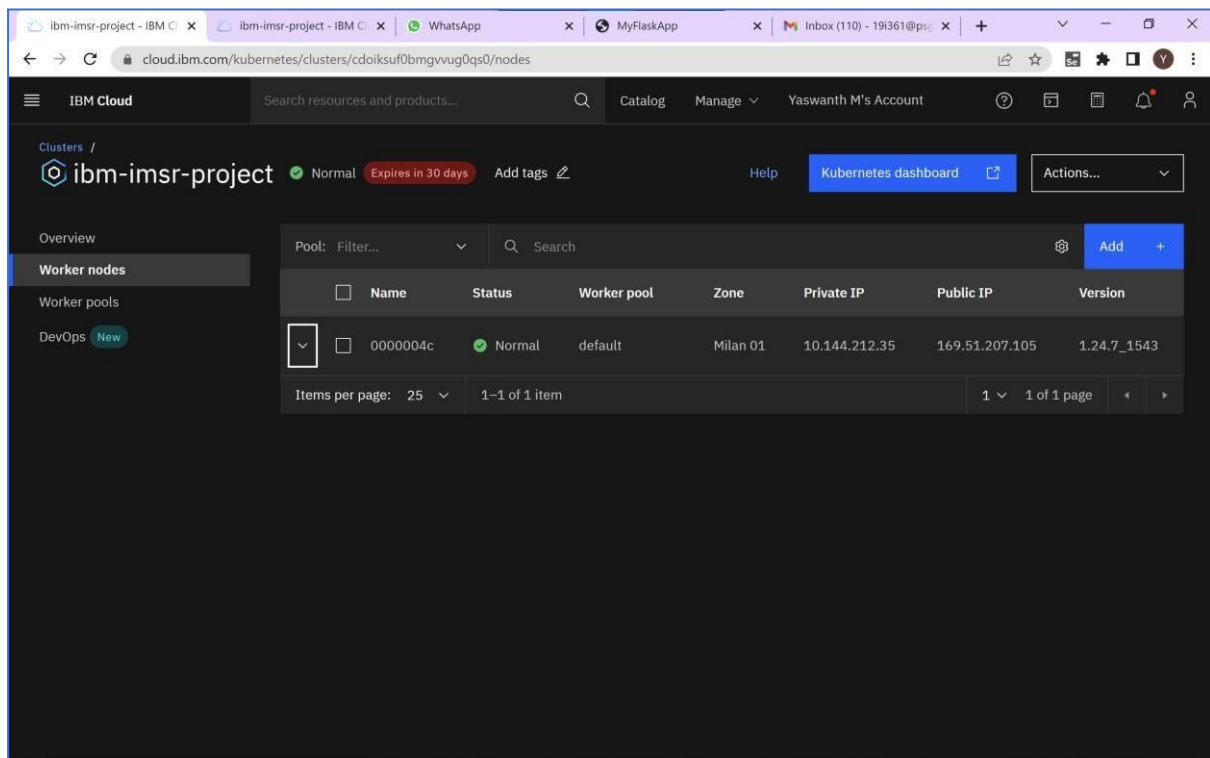 ibm-imsr-project - IBM Cl ibm-imsr-project - IBM Cl WhatsApp MyFlaskApp Inbox (110) - 19i361@psg
cloud.ibm.com/kubernetes/clusters/cdoiksuf0bmgvvug0qs0/nodes Se Y
IBM Cloud Search resources and products... Catalog Manage Yaswanth M's Account
Clusters /
ibm-imsr-project Normal Expires in 30 days Add tags Help Kubernetes dashboard Actions...
Overview
Worker nodes
Worker pools
DevOps New
Pool: Filter... Search Add +
Name Status Worker pool Zone Private IP Public IP Version
0000004c Normal default Milan 01 10.144.212.35 169.51.207.105 1.24.7_1543
Items per page: 25 1–1 of 1 item 1 1 of 1 page